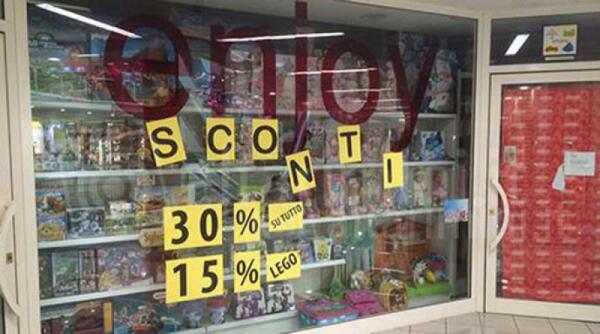 enjoy
SCONTI
30% SU TUTTO
15% LEGO